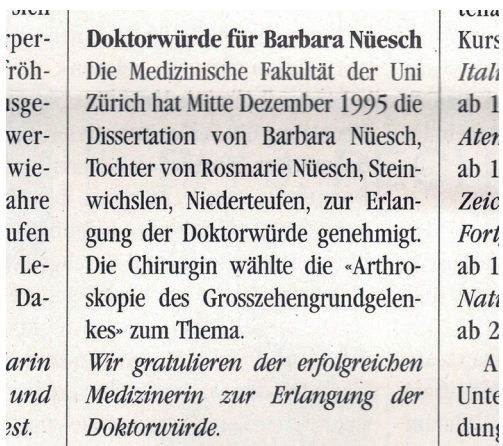 Doktorwürde für Barbara Nüesch
Die Medizinische Fakultät der Uni
Zürich hat Mitte Dezember 1995 die
Dissertation von Barbara Nüesch,
Tochter von Rosmarie Nüesch, Stein-
wichslen, Niederteufen, zur Erlan-
gung der Doktorwürde genehmigt.
Die Chirurgin wählte die «Arthro-
skopie des Grosszehengrundgelen-
kes» zum Thema.
Wir gratulieren der erfolgreichen
Medizinerin zur Erlangung der
Doktorwürde.